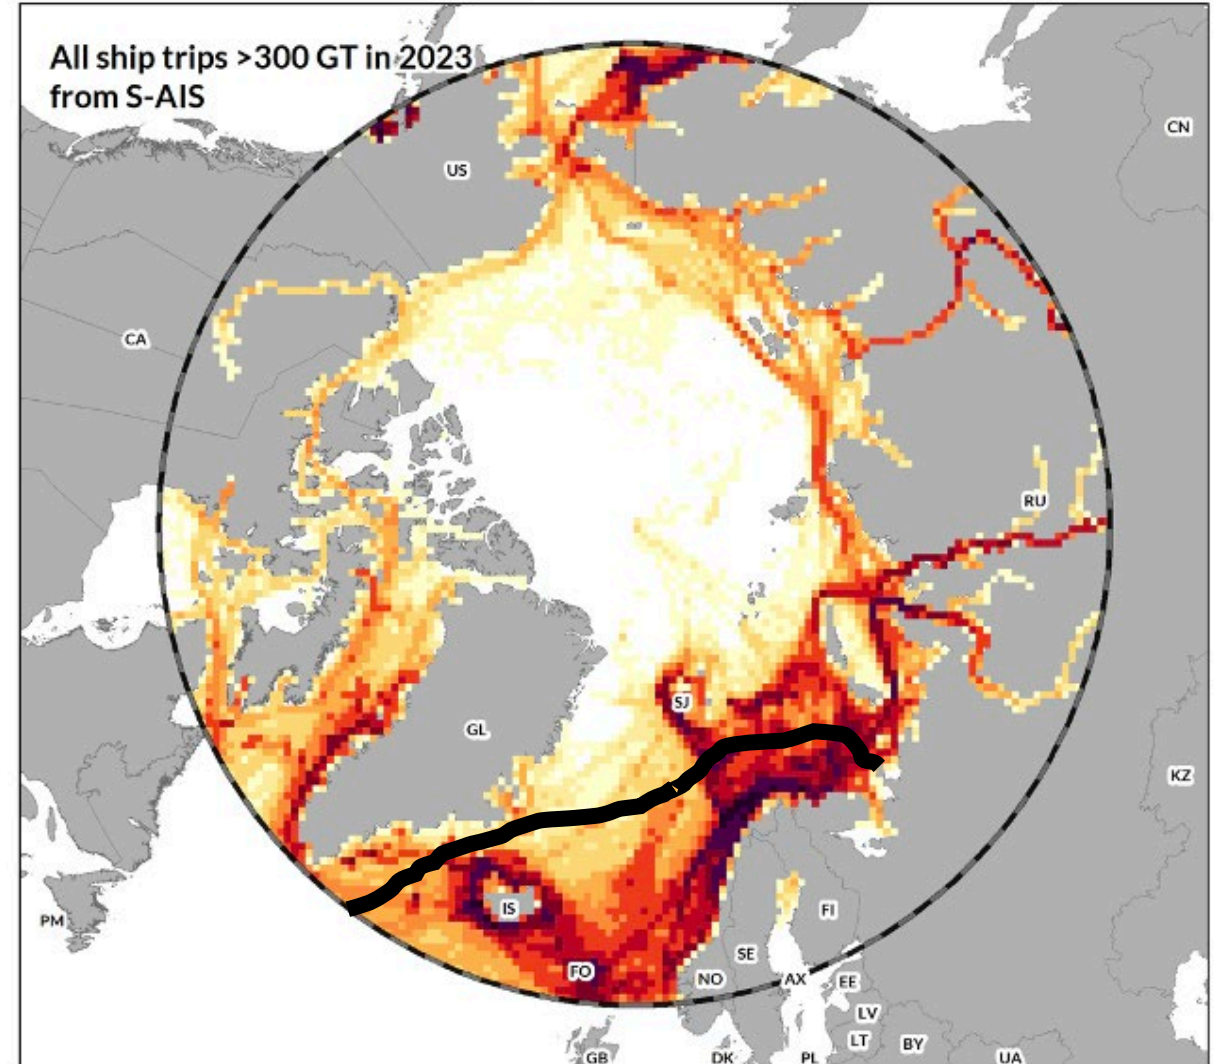 All ship trips >300 GT in 2023
from S-AIS
CN
US
CA
RU
SJ
GL
KZ
IS
FI
PM
SE
FO
NO
AX
EE
LV
LT
BY
GB
DK
PL
UA